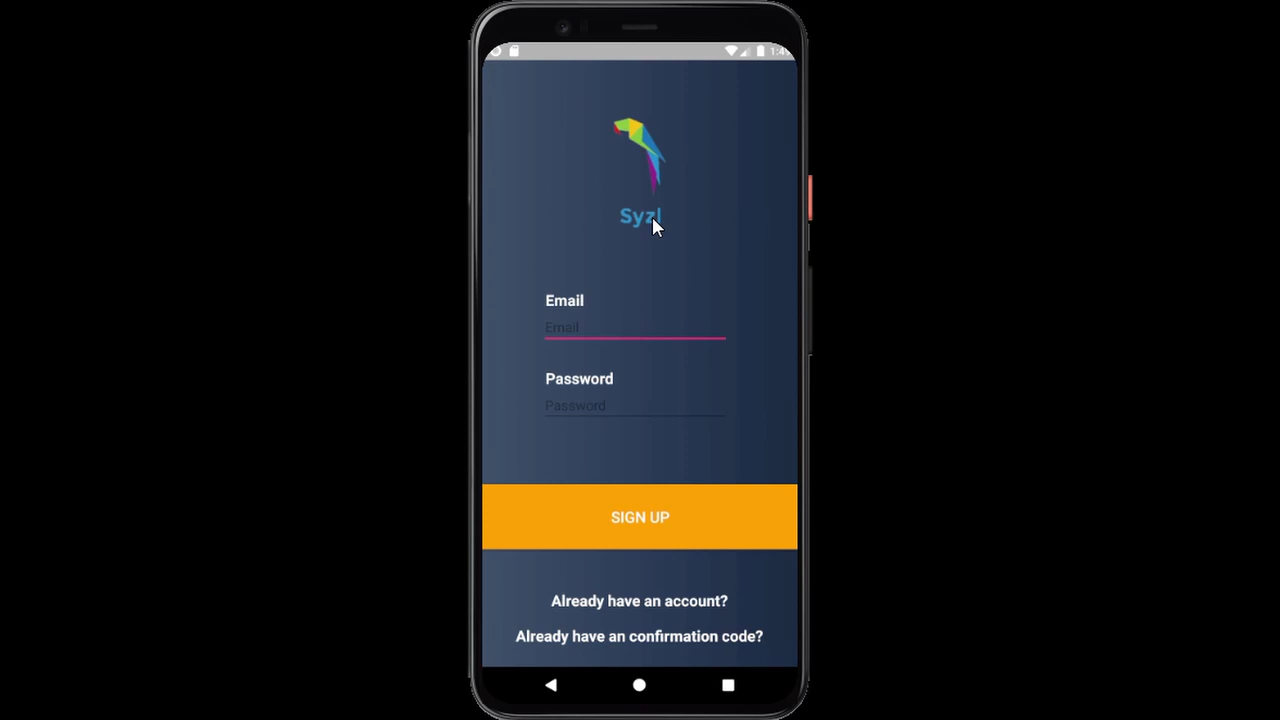 Syzl
Email
Email
Password
Password
SIGN UP
Already have an account?
Already have an confirmation code?